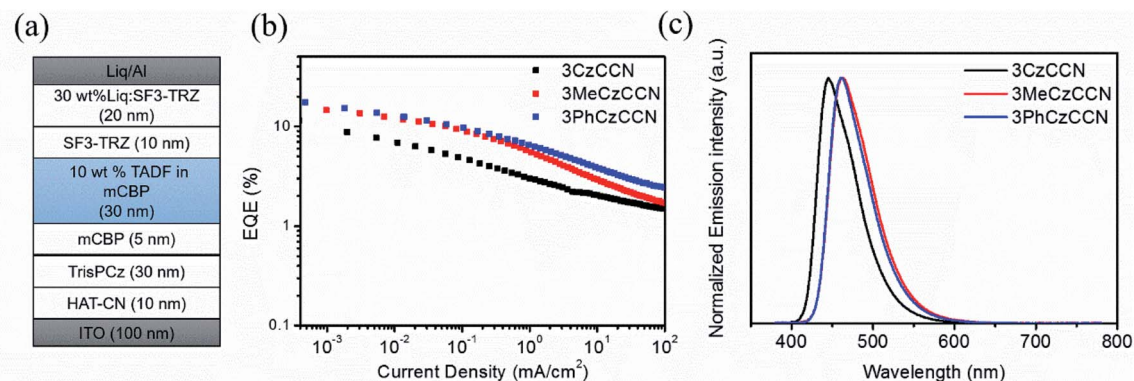 (a)
Liq/Al
30 wt%Liq:SF3-TRZ
(20 nm)
SF3-TRZ (10 nm)
10 wt % TADF in
mCBP
(30 nm)
mCBP (5 nm)
TrisPCz (30 nm)
HAT-CN (10 nm)
ITO (100 nm)
(b)
3CzCCN
3MeCzCCN
3PhCzCCN
EQE (%)
10
1
0.1
10⁻³
10⁻²
10⁻¹
10⁰
10¹
10²
Current Density (mA/cm²)
(c)
3CzCCN
3MeCzCCN
3PhCzCCN
Normalized Emission intensity (a.u.)
400
500
600
700
800
Wavelength (nm)